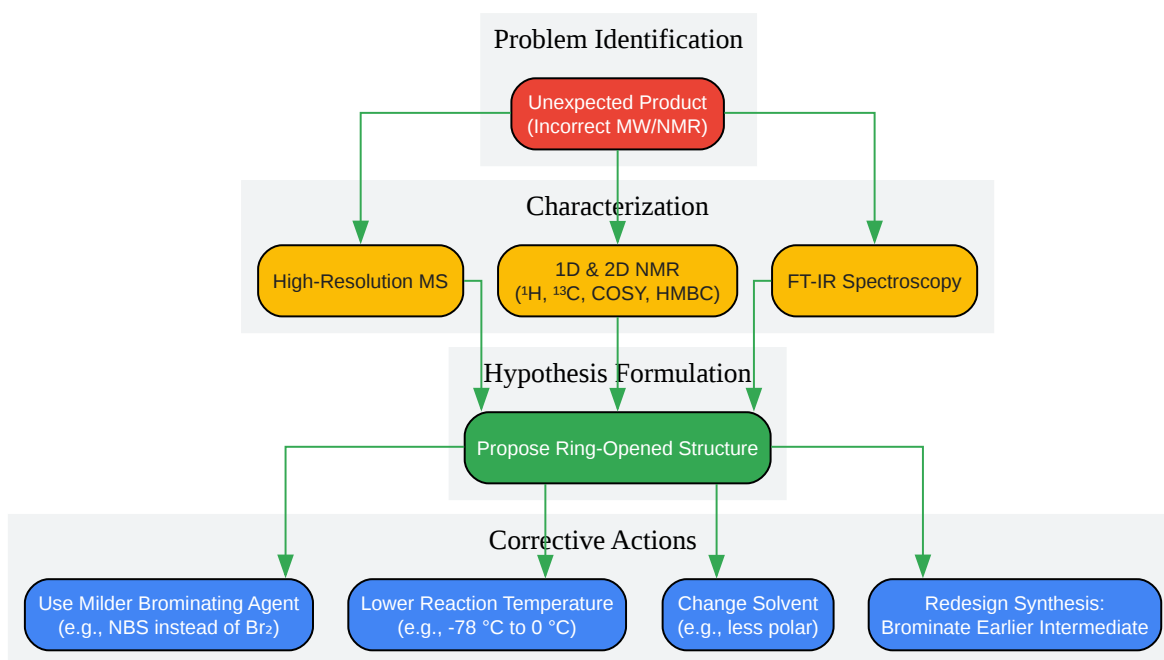 Problem Identification
Unexpected Product
(Incorrect MW/NMR)
Characterization
High-Resolution MS
1D & 2D NMR
(¹H, ¹³C, COSY, HMBC)
FT-IR Spectroscopy
Hypothesis Formulation
Propose Ring-Opened Structure
Corrective Actions
Use Milder Brominating Agent
(e.g., NBS instead of Br₂)
Lower Reaction Temperature
(e.g., -78 °C to 0 °C)
Change Solvent
(e.g., less polar)
Redesign Synthesis:
Brominate Earlier Intermediate